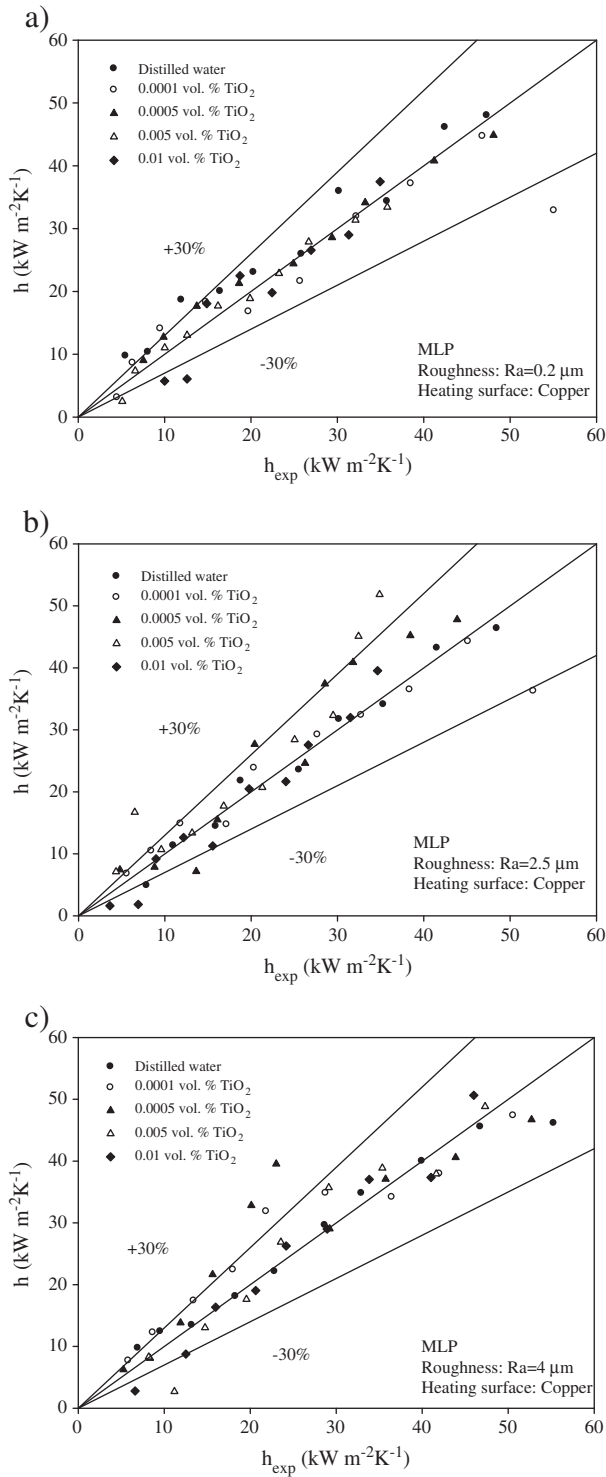 a)
60
50
40
30
20
10
0
h (kW m⁻²K⁻¹)
Distilled water
0.0001 vol. % TiO₂
0.0005 vol. % TiO₂
0.005 vol. % TiO₂
0.01 vol. % TiO₂
+30%
-30%
MLP
Roughness: Ra=0.2 μm
Heating surface: Copper
0 10 20 30 40 50 60
h_exp (kW m⁻²K⁻¹)
b)
60
50
40
30
20
10
0
h (kW m⁻²K⁻¹)
Distilled water
0.0001 vol. % TiO₂
0.0005 vol. % TiO₂
0.005 vol. % TiO₂
0.01 vol. % TiO₂
+30%
-30%
MLP
Roughness: Ra=2.5 μm
Heating surface: Copper
0 10 20 30 40 50 60
h_exp (kW m⁻²K⁻¹)
c)
60
50
40
30
20
10
0
h (kW m⁻²K⁻¹)
Distilled water
0.0001 vol. % TiO₂
0.0005 vol. % TiO₂
0.005 vol. % TiO₂
0.01 vol. % TiO₂
+30%
-30%
MLP
Roughness: Ra=4 μm
Heating surface: Copper
0 10 20 30 40 50 60
h_exp (kW m⁻²K⁻¹)